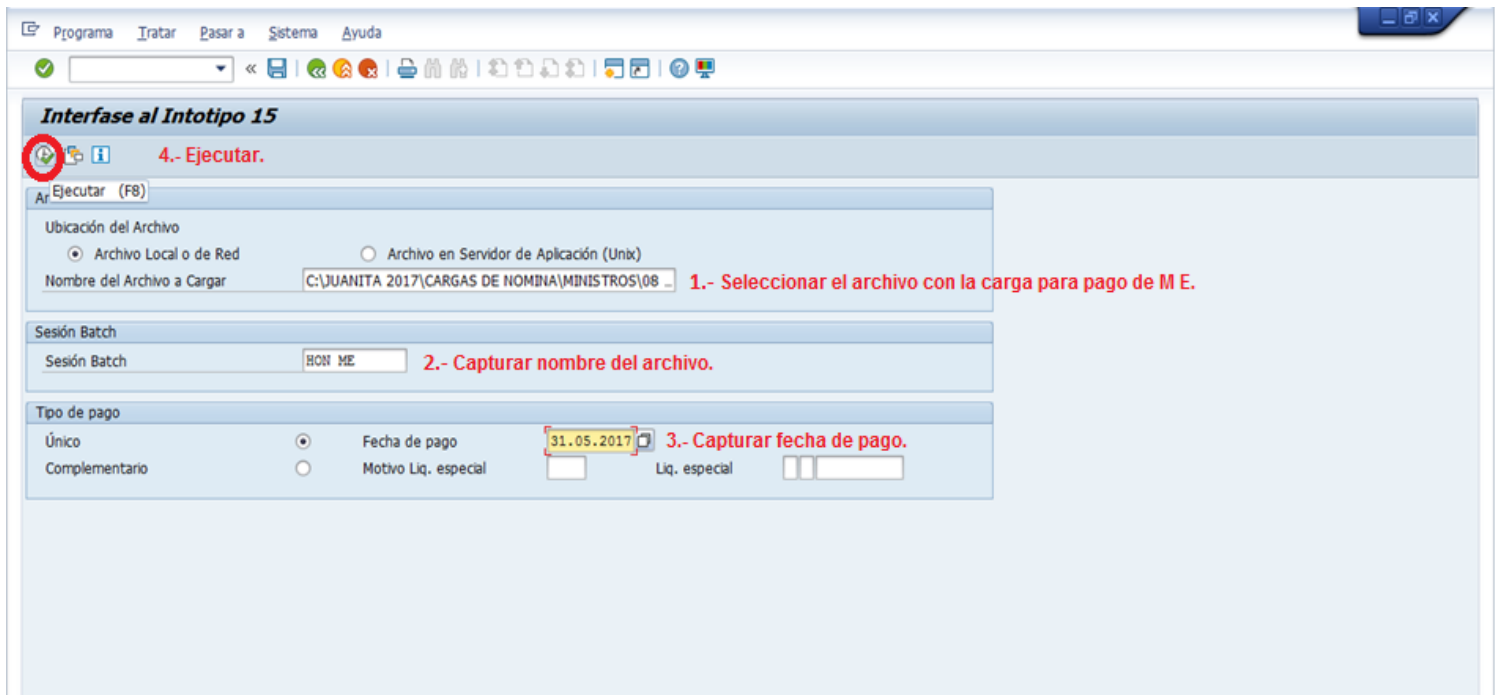 Programa Tratar Pasar a Sistema Ayuda
Interfase al Intotipo 15
4.- Ejecutar.
Ejecutar (F8)
Ar
Ubicación del Archivo
Archivo Local o de Red Archivo en Servidor de Aplicación (Unix)
Nombre del Archivo a Cargar C:\JUANITA 2017\CARGAS DE NOMINA\MINISTROS\08 ... 1.- Seleccionar el archivo con la carga para pago de M E.
Sesión Batch
Sesión Batch HON ME 2.- Capturar nombre del archivo.
Tipo de pago
Único Fecha de pago 31.05.2017 3.- Capturar fecha de pago.
Complementario Motivo Liq. especial Liq. especial